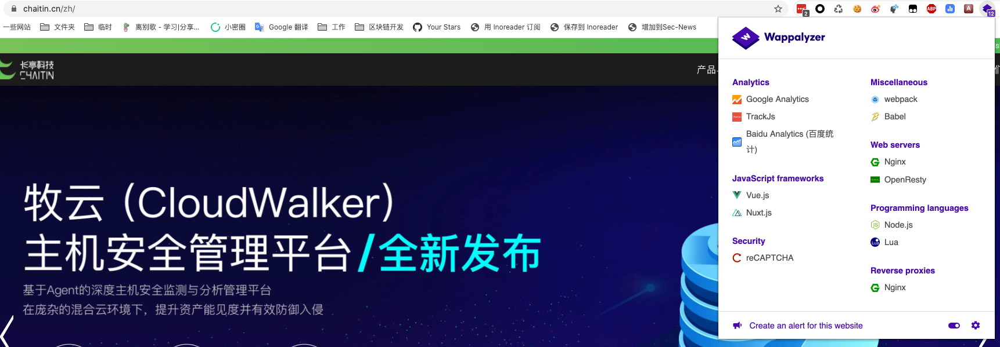 chaitin.cn/zh/
2
ABP
A
12
一些网站 文件夹 临时 离别歌 - 学习|分享... 小密圈 Google 翻译 工作 区块链开发 Your Stars 用 Inoreader 订阅 保存到 Inoreader 增加到Sec-News
长亭科技
CHAITIN
产品
牧云（CloudWalker）
主机安全管理平台/全新发布
基于Agent的深度主机安全监测与分析管理平台
在庞杂的混合云环境下，提升资产能见度并有效防御入侵
Wappalyzer
Analytics
Google Analytics
TrackJs
Baidu Analytics (百度统
计)
JavaScript frameworks
Vue.js
Nuxt.js
Security
reCAPTCHA
Miscellaneous
webpack
Babel
Web servers
Nginx
OpenResty
Programming languages
Node.js
Lua
Reverse proxies
Nginx
Create an alert for this website